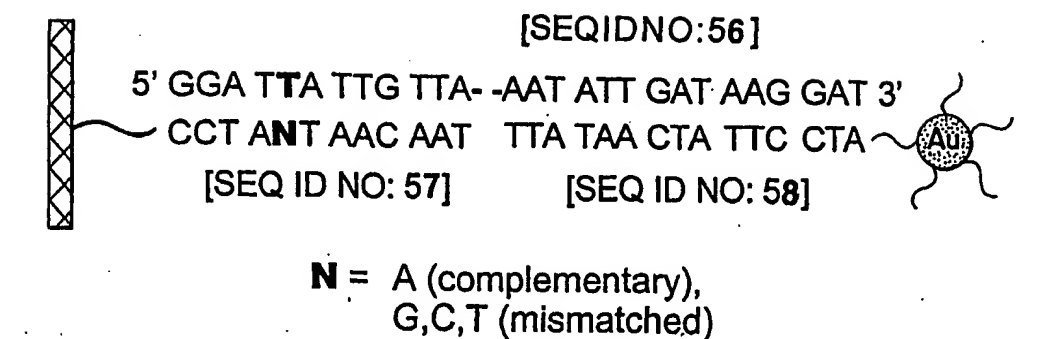 [SEQIDNO:56]
5' GGA TTA TTG TTA- -AAT ATT GAT AAG GAT 3'
CCT ANT AAC AAT TTA TAA CTA TTC CTA Au
[SEQ ID NO: 57] [SEQ ID NO: 58]
N = A (complementary),
G,C,T (mismatched)